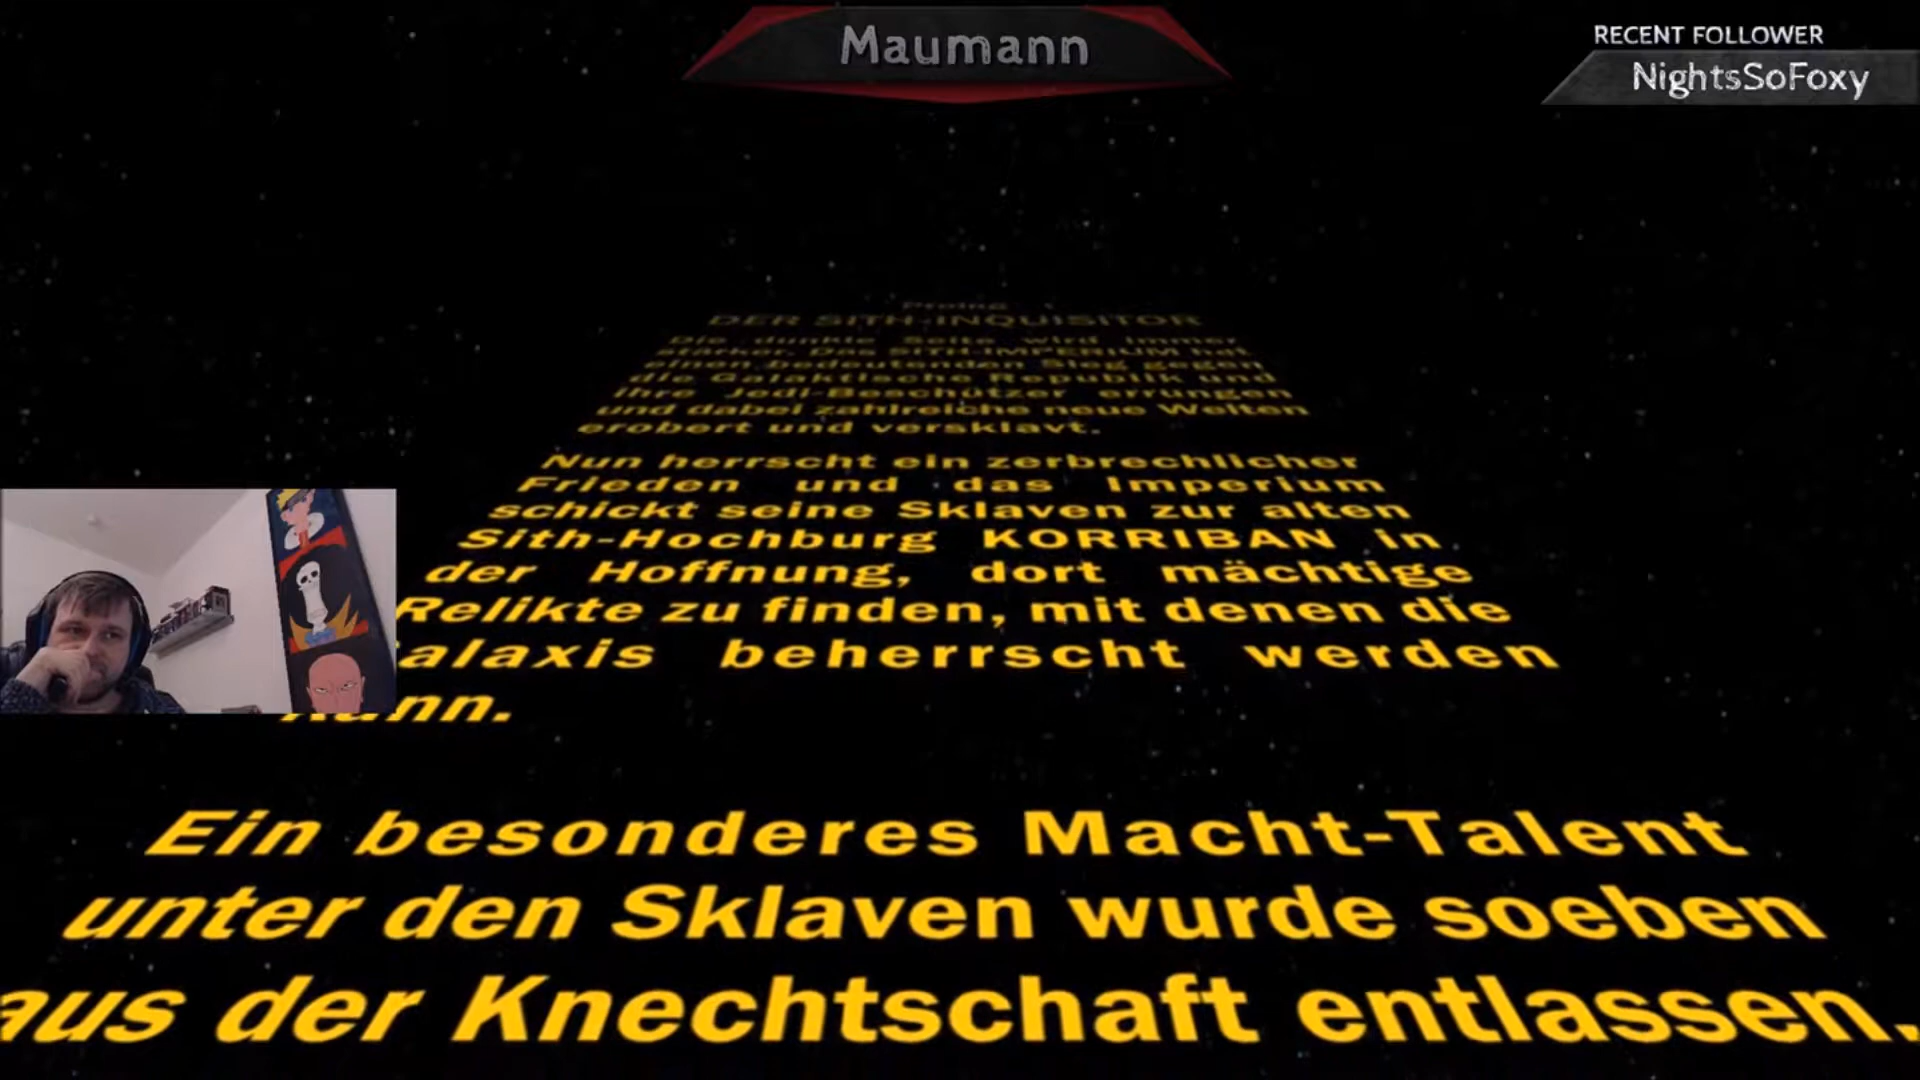 Maumann
RECENT FOLLOWER
NightsSoFoxy
Prolog
DER SITH-INQUISITOR
Die dunkle Seite wird immer
stärker. Das SITH-IMPERIUM hat
einen bedeutenden Sieg gegen
die Galaktische Republik und
ihre Jedi-Beschützer errungen
und dabei zahlreiche neue Welten
erobert und versklavt.
Nun herrscht ein zerbrechlicher
Frieden und das Imperium
schickt seine Sklaven zur alten
Sith-Hochburg KORRIBAN in
der Hoffnung, dort mächtige
Relikte zu finden, mit denen die
alaxis beherrscht werden
kann.
Ein besonderes Macht-Talent
unter den Sklaven wurde soeben
aus der Knechtschaft entlassen.